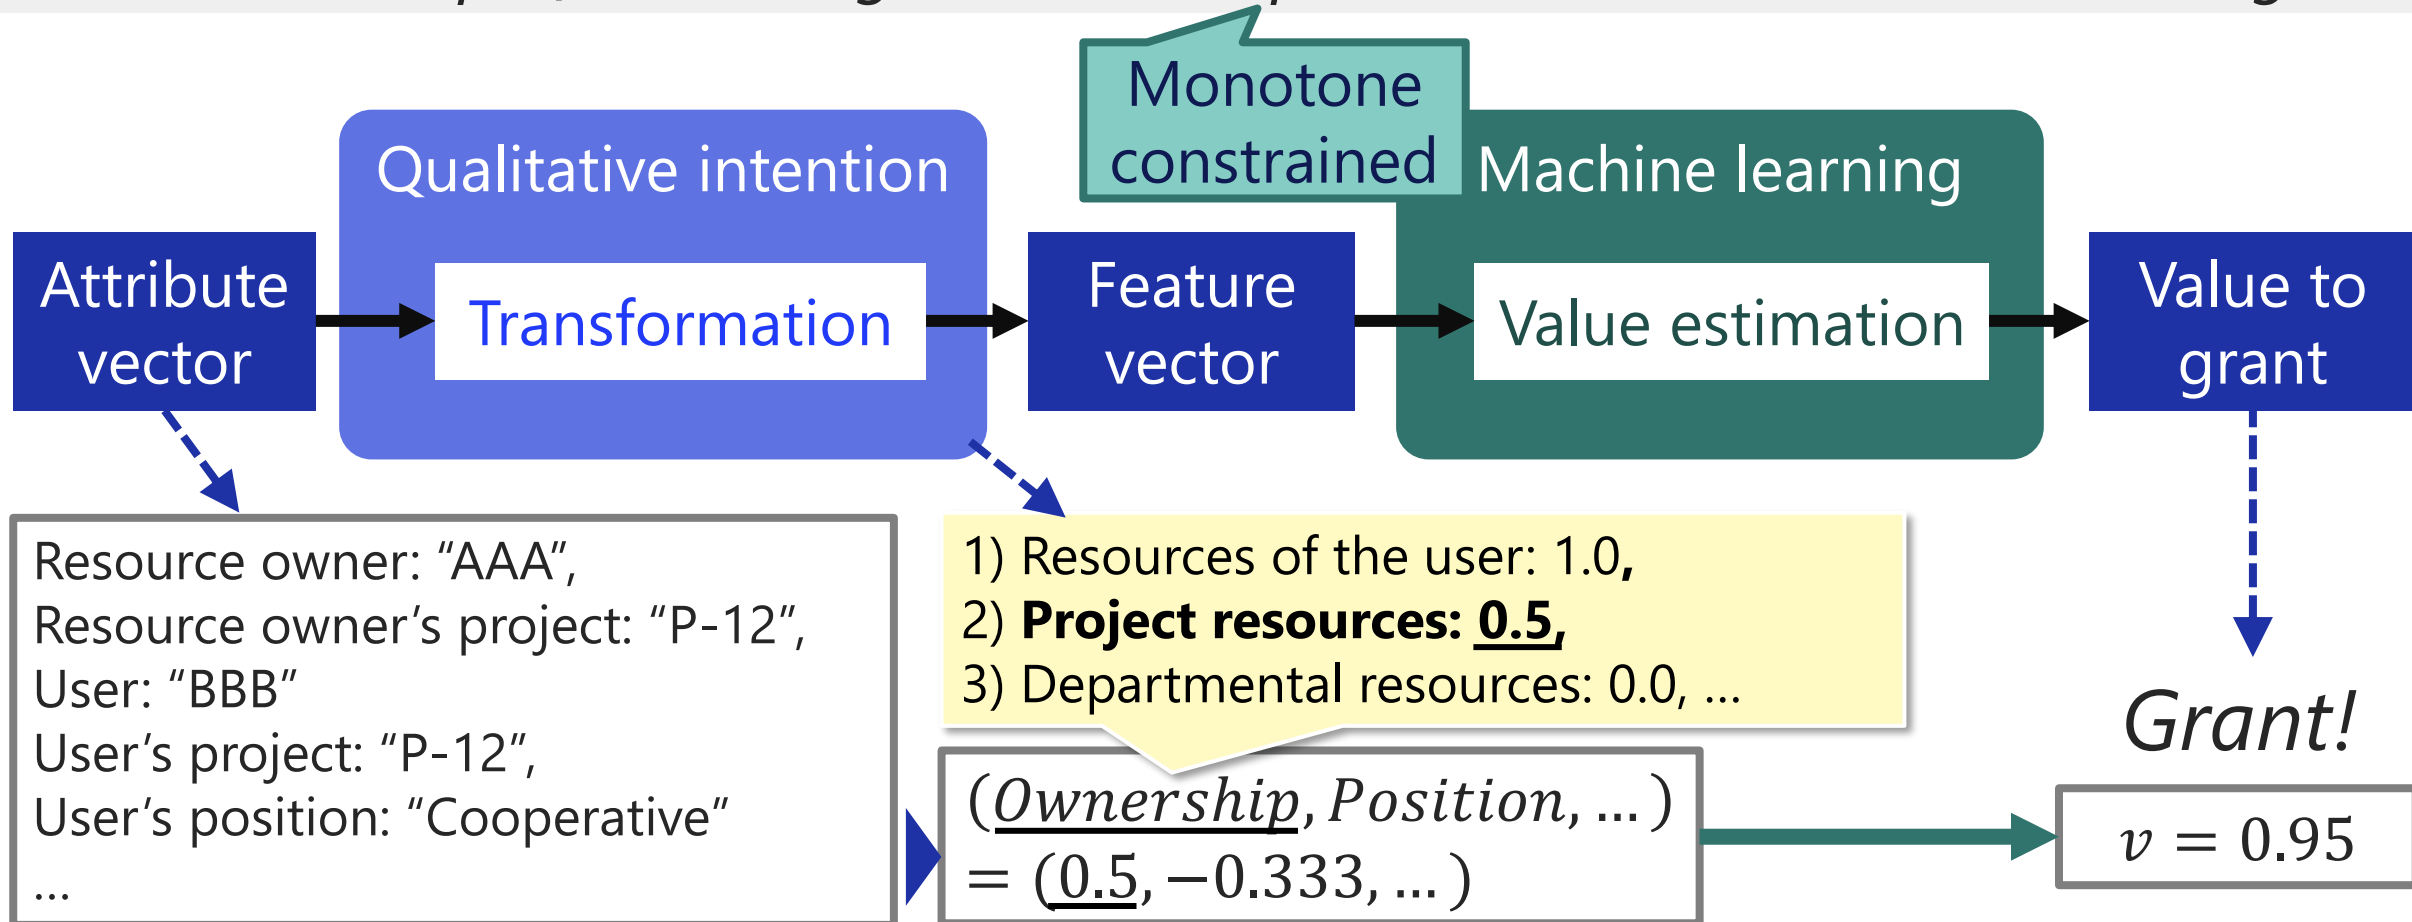 Monotone
constrained
Qualitative intention
Machine learning
Attribute
vector
Transformation
Feature
vector
Value estimation
Value to
grant
Resource owner: “AAA”,
Resource owner’s project: “P-12”,
User: “BBB”
User’s project: “P-12”,
User’s position: “Cooperative”
...
1) Resources of the user: 1.0,
2) Project resources: 0.5,
3) Departmental resources: 0.0, ...
(Ownership, Position, ... )
= (0.5, −0.333, ... )
Grant!
v = 0.95